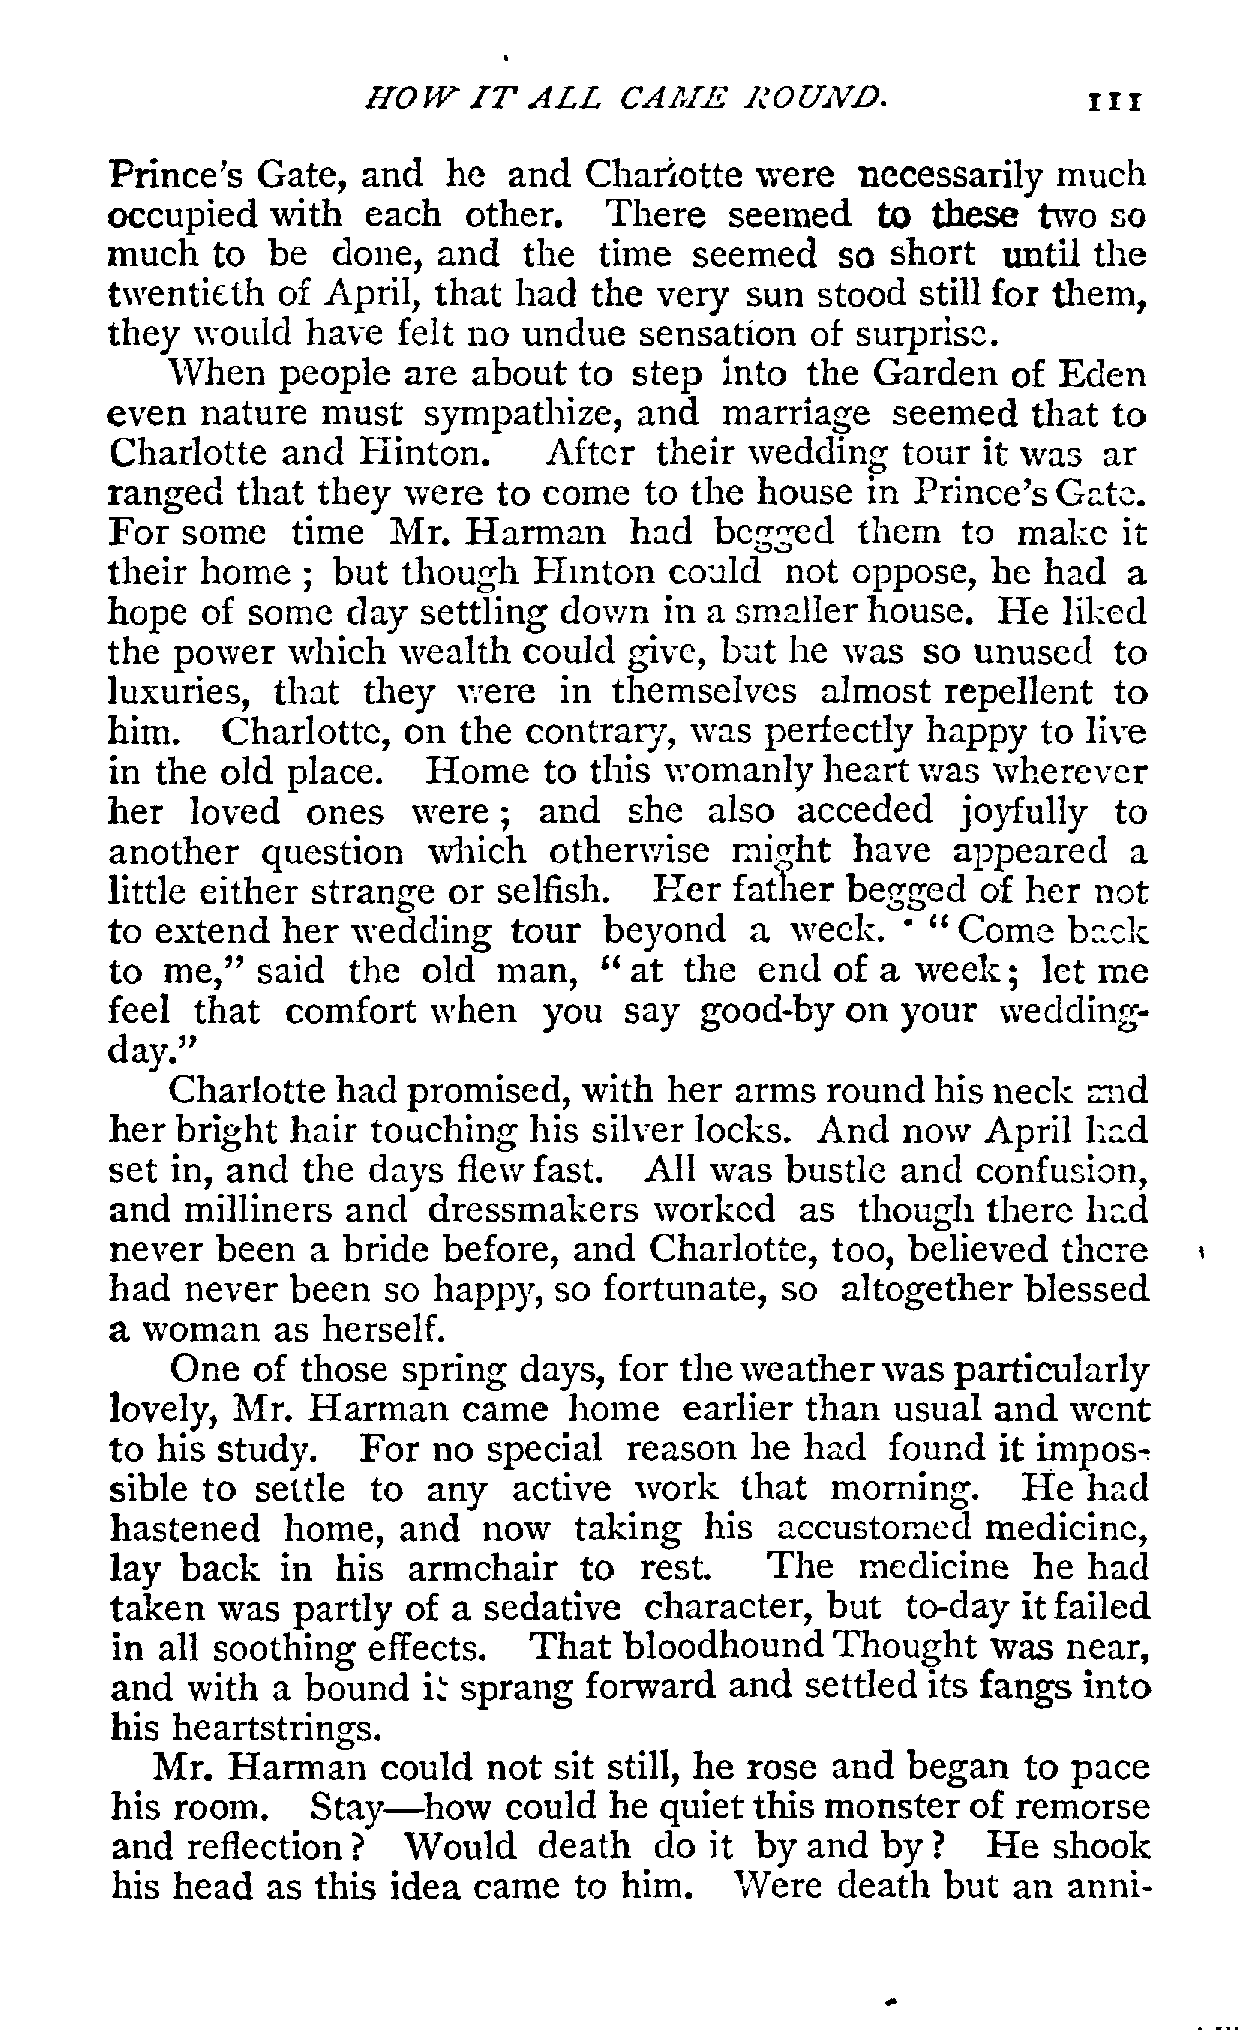 HOW IT ALL CAME ROUND. 111
Prince's Gate, and he and Charlotte were necessarily much
occupied with each other. There seemed to these two so
much to be done, and the time seemed so short until the
twentieth of April, that had the very sun stood still for them,
they would have felt no undue sensation of surprise.
When people are about to step into the Garden of Eden
even nature must sympathize, and marriage seemed that to
Charlotte and Hinton. After their wedding tour it was ar
ranged that they were to come to the house in Prince's Gate.
For some time Mr. Harman had begged them to make it
their home ; but though Hinton could not oppose, he had a
hope of some day settling down in a smaller house. He liked
the power which wealth could give, but he was so unused to
luxuries, that they were in themselves almost repellent to
him. Charlotte, on the contrary, was perfectly happy to live
in the old place. Home to this womanly heart was wherever
her loved ones were ; and she also acceded joyfully to
another question which otherwise might have appeared a
little either strange or selfish. Her father begged of her not
to extend her wedding tour beyond a week. "Come back
to me," said the old man, "at the end of a week; let me
feel that comfort when you say good-by on your wedding-
day."
Charlotte had promised, with her arms round his neck and
her bright hair touching his silver locks. And now April had
set in, and the days flew fast. All was bustle and confusion,
and milliners and dressmakers worked as though there had
never been a bride before, and Charlotte, too, believed there
had never been so happy, so fortunate, so altogether blessed
a woman as herself.
One of those spring days, for the weather was particularly
lovely, Mr. Harman came home earlier than usual and went
to his study. For no special reason he had found it impos-
sible to settle to any active work that morning. He had
hastened home, and now taking his accustomed medicine,
lay back in his armchair to rest. The medicine he had
taken was partly of a sedative character, but to-day it failed
in all soothing effects. That bloodhound Thought was near,
and with a bound it sprang forward and settled its fangs into
his heartstrings.
Mr. Harman could not sit still, he rose and began to pace
his room. Stay—how could he quiet this monster of remorse
and reflection ? Would death do it by and by ? He shook
his head as this idea came to him. Were death but an anni-